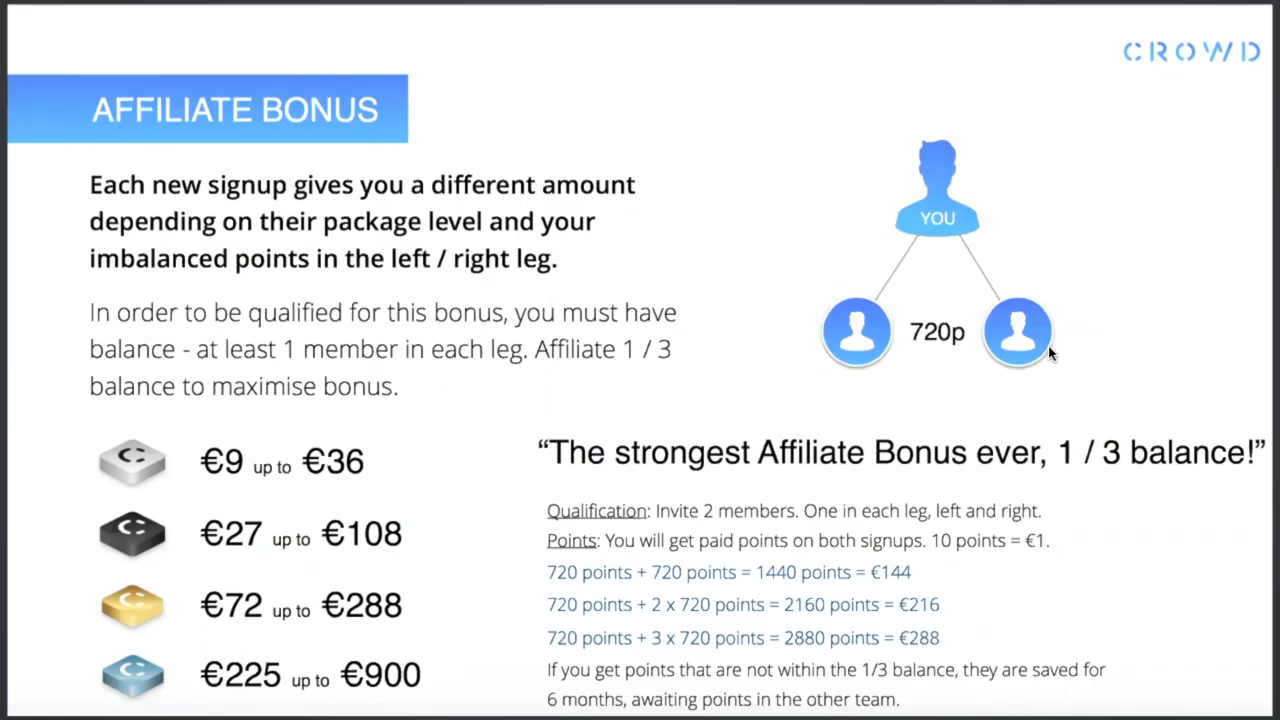 CROWD
AFFILIATE BONUS
Each new signup gives you a different amount
depending on their package level and your
imbalanced points in the left / right leg.
In order to be qualified for this bonus, you must have
balance - at least 1 member in each leg. Affiliate 1 / 3
balance to maximise bonus.
YOU
720p
€9 up to €36
€27 up to €108
€72 up to €288
€225 up to €900
“The strongest Affiliate Bonus ever, 1 / 3 balance!”
Qualification: Invite 2 members. One in each leg, left and right.
Points: You will get paid points on both signups. 10 points = €1.
720 points + 720 points = 1440 points = €144
720 points + 2 x 720 points = 2160 points = €216
720 points + 3 x 720 points = 2880 points = €288
If you get points that are not within the 1/3 balance, they are saved for
6 months, awaiting points in the other team.